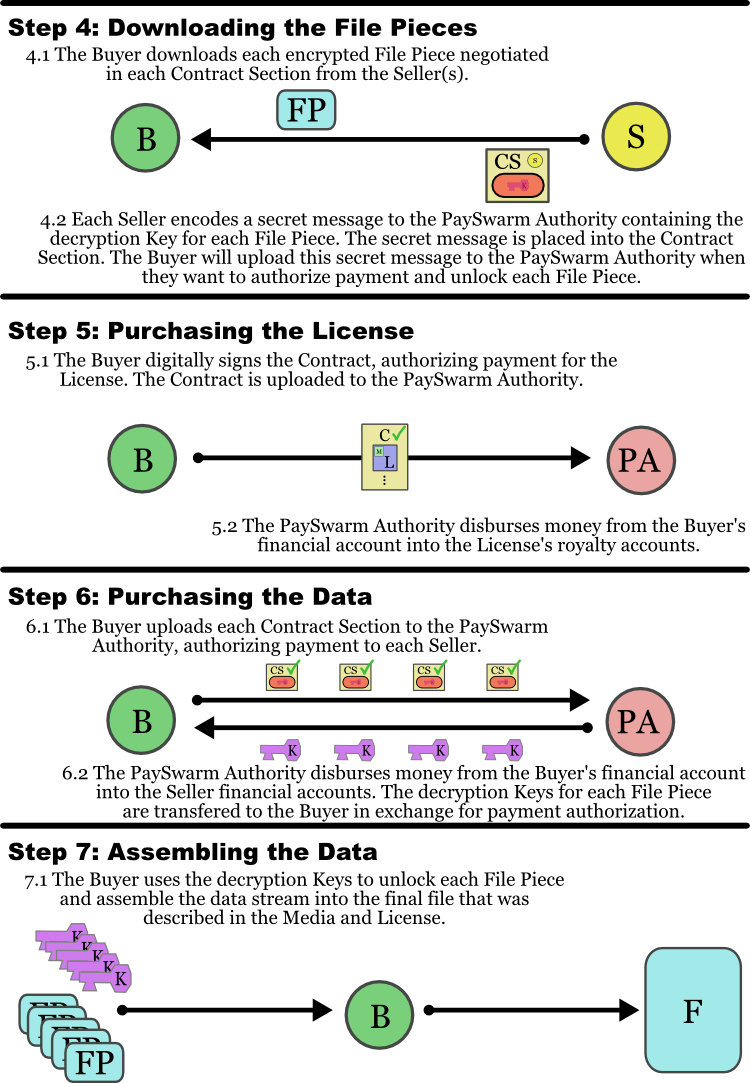 Step 4: Downloading the File Pieces
4.1 The Buyer downloads each encrypted File Piece negotiated
in each Contract Section from the Seller(s).
FP
B
S
CS S
K
4.2 Each Seller encodes a secret message to the PaySwarm Authority containing the
decryption Key for each File Piece. The secret message is placed into the Contract
Section. The Buyer will upload this secret message to the PaySwarm Authority when
they want to authorize payment and unlock each File Piece.
Step 5: Purchasing the License
5.1 The Buyer digitally signs the Contract, authorizing payment for the
License. The Contract is uploaded to the PaySwarm Authority.
B
C
M
L
⋮
PA
5.2 The PaySwarm Authority disburses money from the Buyer's
financial account into the License's royalty accounts.
Step 6: Purchasing the Data
6.1 The Buyer uploads each Contract Section to the PaySwarm
Authority, authorizing payment to each Seller.
CS CS CS CS
B
PA
K K K K
6.2 The PaySwarm Authority disburses money from the Buyer's financial account
into the Seller financial accounts. The decryption Keys for each File Piece
are transfered to the Buyer in exchange for payment authorization.
Step 7: Assembling the Data
7.1 The Buyer uses the decryption Keys to unlock each File Piece
and assemble the data stream into the final file that was
described in the Media and License.
K
K
K
K
K
FP
FP
FP
FP
FP
B
F